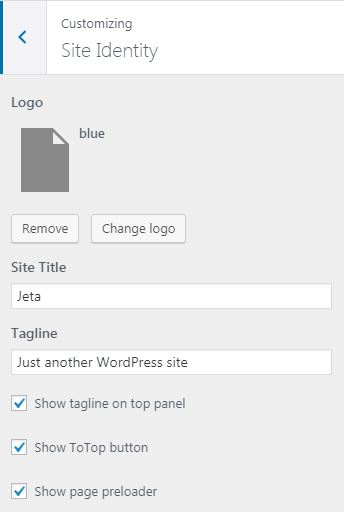 Customizing
Site Identity
Logo
blue
Remove
Change logo
Site Title
Jeta
Tagline
Just another WordPress site
Show tagline on top panel
Show ToTop button
Show page preloader